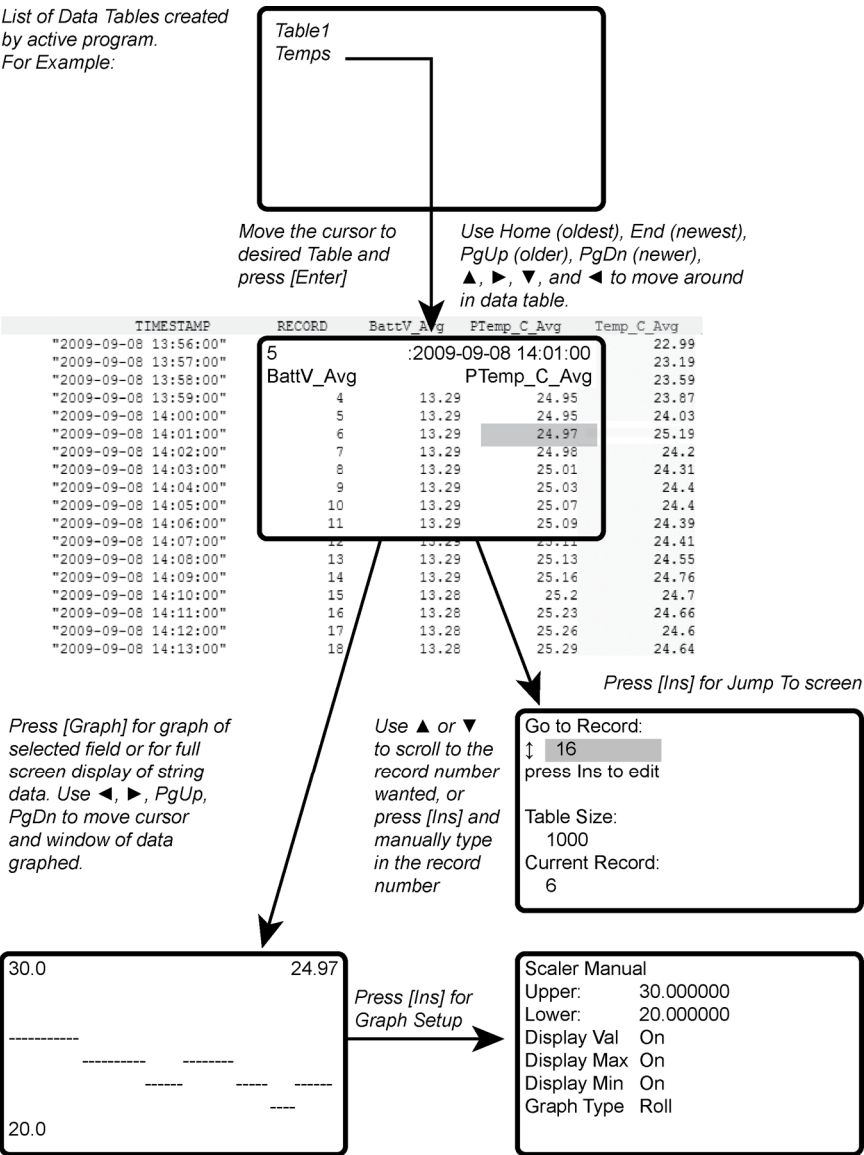 List of Data Tables created
by active program.
For Example:
Table1
Temps
Move the cursor to
desired Table and
press [Enter]
Use Home (oldest), End (newest),
PgUp (older), PgDn (newer),
▲, ►, ▼, and ◄ to move around
in data table.
TIMESTAMP RECORD BattV_Avg PTemp_C_Avg Temp_C_Avg
5 :2009-09-08 14:01:00
BattV_Avg PTemp_C_Avg
"2009-09-08 13:56:00" 22.99
"2009-09-08 13:57:00" 23.19
"2009-09-08 13:58:00" 23.59
"2009-09-08 13:59:00" 4 13.29 24.95 23.87
"2009-09-08 14:00:00" 5 13.29 24.95 24.03
"2009-09-08 14:01:00" 6 13.29 24.97 25.19
"2009-09-08 14:02:00" 7 13.29 24.98 24.2
"2009-09-08 14:03:00" 8 13.29 25.01 24.31
"2009-09-08 14:04:00" 9 13.29 25.03 24.4
"2009-09-08 14:05:00" 10 13.29 25.07 24.4
"2009-09-08 14:06:00" 11 13.29 25.09 24.39
"2009-09-08 14:07:00" 12 13.29 25.11 24.41
"2009-09-08 14:08:00" 13 13.29 25.13 24.55
"2009-09-08 14:09:00" 14 13.29 25.16 24.76
"2009-09-08 14:10:00" 15 13.28 25.2 24.7
"2009-09-08 14:11:00" 16 13.28 25.23 24.66
"2009-09-08 14:12:00" 17 13.28 25.26 24.6
"2009-09-08 14:13:00" 18 13.28 25.29 24.64
Press [Ins] for Jump To screen
Press [Graph] for graph of
selected field or for full
screen display of string
data. Use ◄, ►, PgUp,
PgDn to move cursor
and window of data
graphed.
Use ▲ or ▼
to scroll to the
record number
wanted, or
press [Ins] and
manually type
in the record
number
Go to Record:
↕ 16
press Ins to edit
Table Size:
1000
Current Record:
6
30.0 24.97
20.0
Press [Ins] for
Graph Setup
Scaler Manual
Upper: 30.000000
Lower: 20.000000
Display Val On
Display Max On
Display Min On
Graph Type Roll